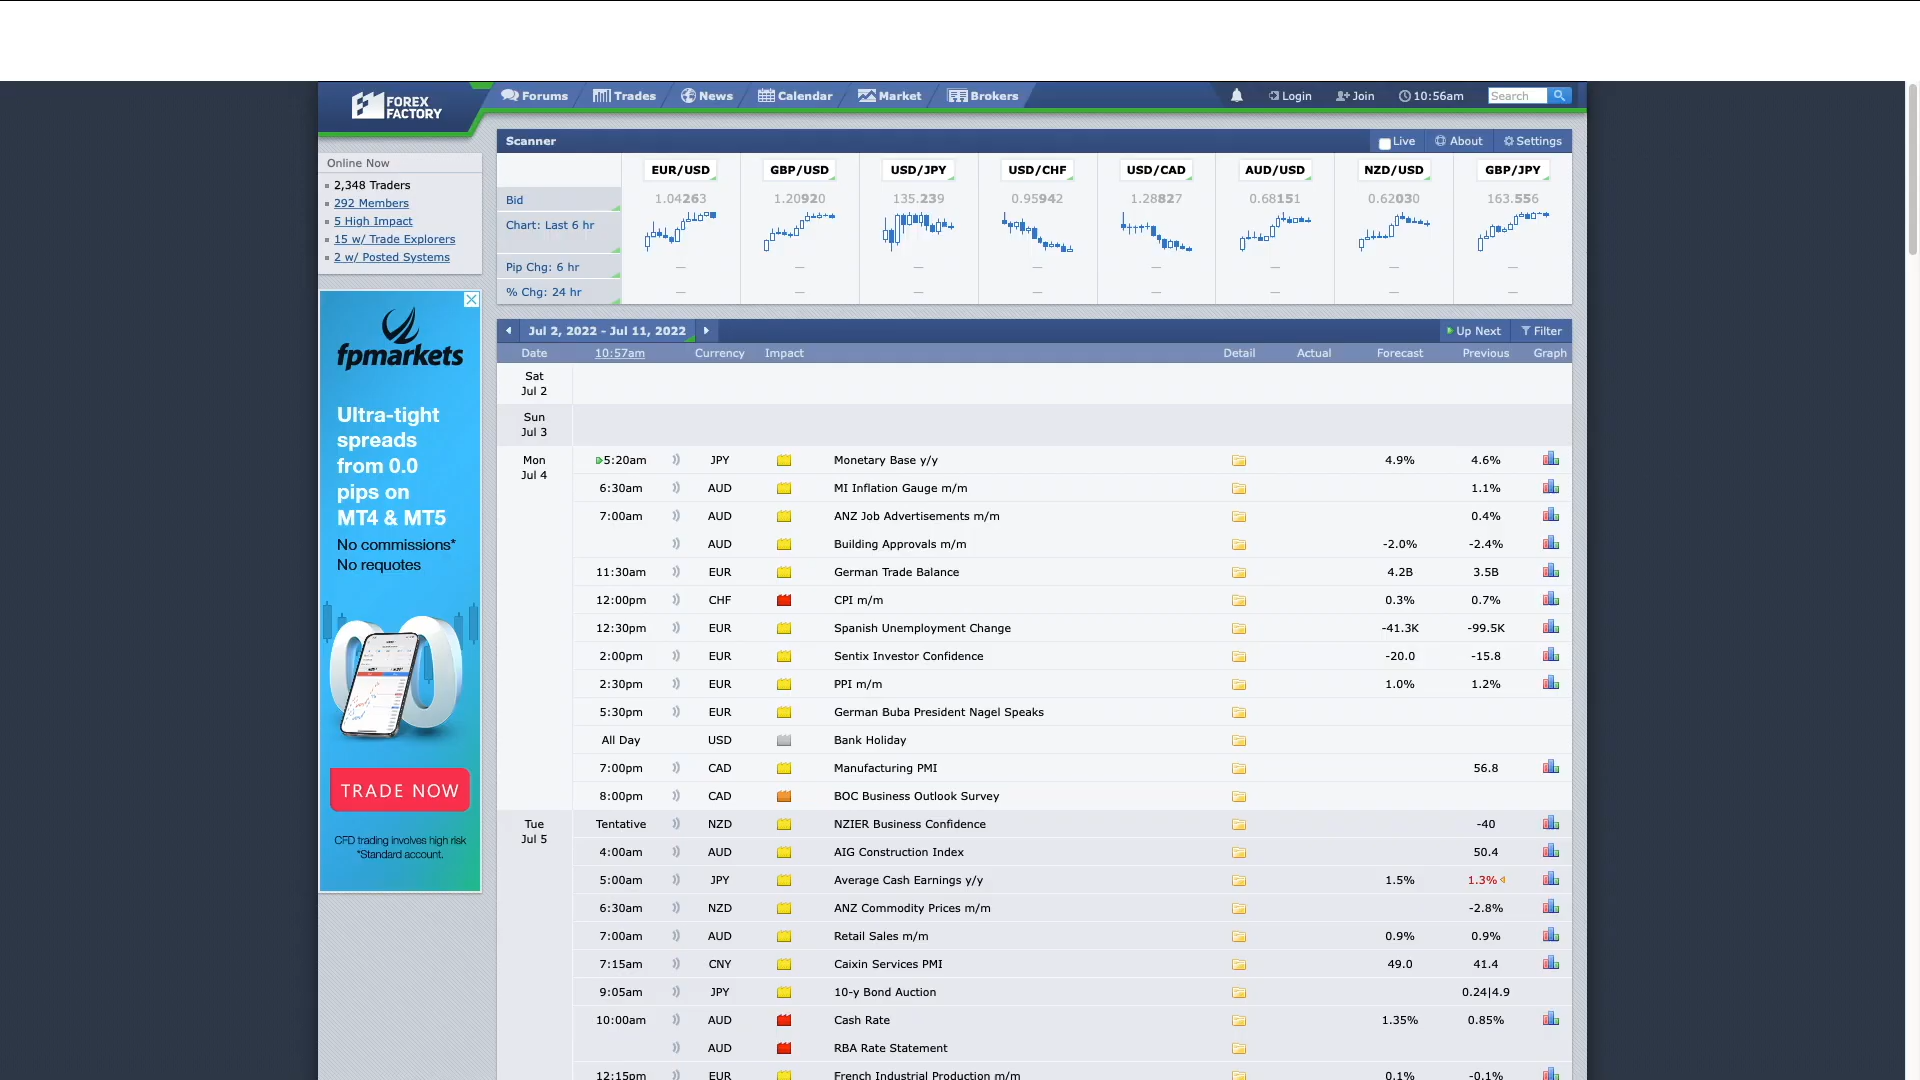 FOREX
FACTORY
Forums
Trades
News
Calendar
Market
Brokers
Login
Join
10:56am
Search
Online Now
2,348 Traders
292 Members
5 High Impact
15 w/ Trade Explorers
2 w/ Posted Systems
Scanner
Live
About
Settings
EUR/USD GBP/USD USD/JPY USD/CHF USD/CAD AUD/USD NZD/USD GBP/JPY
Bid 1.04263 1.20920 135.239 0.95942 1.28827 0.68151 0.62030 163.556
Chart: Last 6 hr
Pip Chg: 6 hr — — — — — — — —
% Chg: 24 hr — — — — — — — —
fpmarkets
Ultra-tight
spreads
from 0.0
pips on
MT4 & MT5
No commissions*
No requotes
TRADE NOW
CFD trading involves high risk
*Standard account.
Jul 2, 2022 - Jul 11, 2022
Up Next
Filter
Date 10:57am Currency Impact Detail Actual Forecast Previous Graph
Sat
Jul 2
Sun
Jul 3
Mon
Jul 4
5:20am JPY Monetary Base y/y 4.9% 4.6%
6:30am AUD MI Inflation Gauge m/m 1.1%
7:00am AUD ANZ Job Advertisements m/m 0.4%
AUD Building Approvals m/m -2.0% -2.4%
11:30am EUR German Trade Balance 4.2B 3.5B
12:00pm CHF CPI m/m 0.3% 0.7%
12:30pm EUR Spanish Unemployment Change -41.3K -99.5K
2:00pm EUR Sentix Investor Confidence -20.0 -15.8
2:30pm EUR PPI m/m 1.0% 1.2%
5:30pm EUR German Buba President Nagel Speaks
All Day USD Bank Holiday
7:00pm CAD Manufacturing PMI 56.8
8:00pm CAD BOC Business Outlook Survey
Tue
Jul 5
Tentative NZD NZIER Business Confidence -40
4:00am AUD AIG Construction Index 50.4
5:00am JPY Average Cash Earnings y/y 1.5% 1.3%
6:30am NZD ANZ Commodity Prices m/m -2.8%
7:00am AUD Retail Sales m/m 0.9% 0.9%
7:15am CNY Caixin Services PMI 49.0 41.4
9:05am JPY 10-y Bond Auction 0.24|4.9
10:00am AUD Cash Rate 1.35% 0.85%
AUD RBA Rate Statement
12:15pm EUR French Industrial Production m/m 0.1% -0.1%